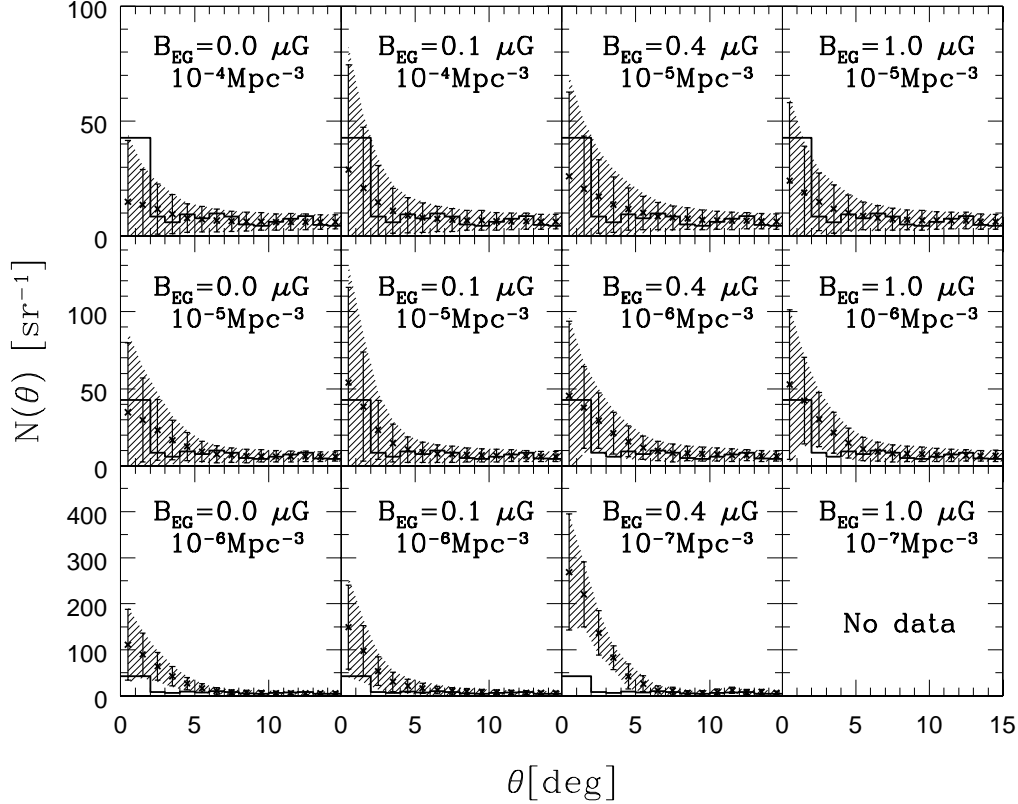 100
50
0
B_EG=0.0 μG
10⁻⁴Mpc⁻³
B_EG=0.1 μG
10⁻⁴Mpc⁻³
B_EG=0.4 μG
10⁻⁵Mpc⁻³
B_EG=1.0 μG
10⁻⁵Mpc⁻³
N(θ) [sr⁻¹]
100
50
0
B_EG=0.0 μG
10⁻⁵Mpc⁻³
B_EG=0.1 μG
10⁻⁵Mpc⁻³
B_EG=0.4 μG
10⁻⁶Mpc⁻³
B_EG=1.0 μG
10⁻⁶Mpc⁻³
400
300
200
100
0
B_EG=0.0 μG
10⁻⁶Mpc⁻³
B_EG=0.1 μG
10⁻⁶Mpc⁻³
B_EG=0.4 μG
10⁻⁷Mpc⁻³
B_EG=1.0 μG
10⁻⁷Mpc⁻³
No data
0 5 10 0 5 10 0 5 10 0 5 10 15
θ[deg]